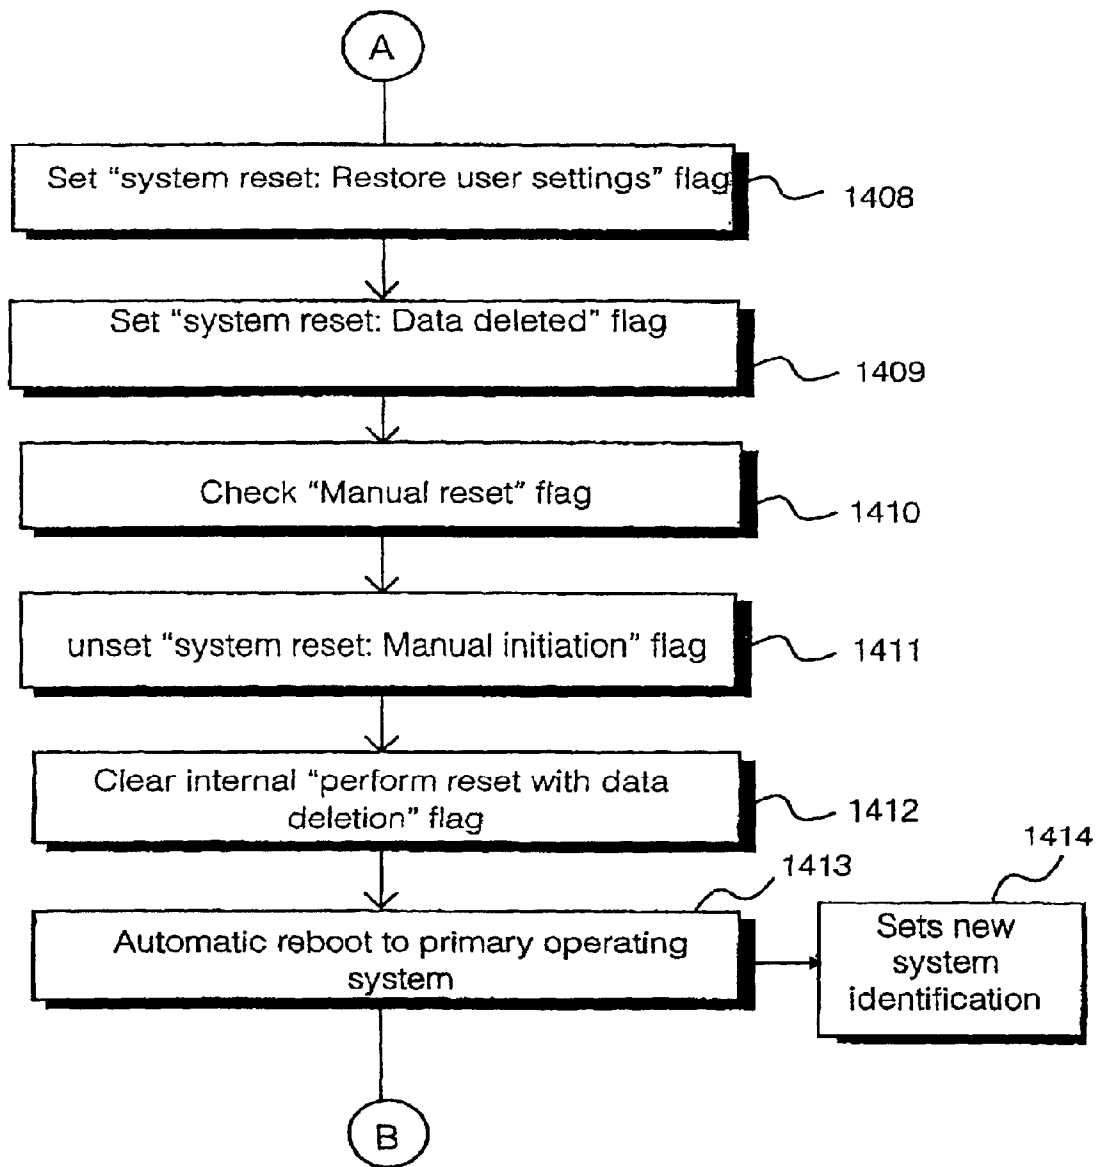 A
Set “system reset: Restore user settings” flag
1408
Set “system reset: Data deleted” flag
1409
Check “Manual reset” flag
1410
unset “system reset: Manual initiation” flag
1411
Clear internal “perform reset with data
deletion” flag
1412
1413
1414
Automatic reboot to primary operating
system
Sets new
system
identification
B